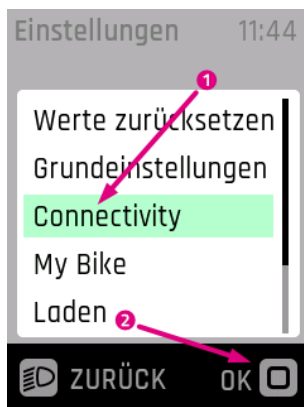 Einstellungen 11:44
1
Werte zurücksetzen
Grundeinstellungen
Connectivity
My Bike
Laden
2
ZURÜCK OK